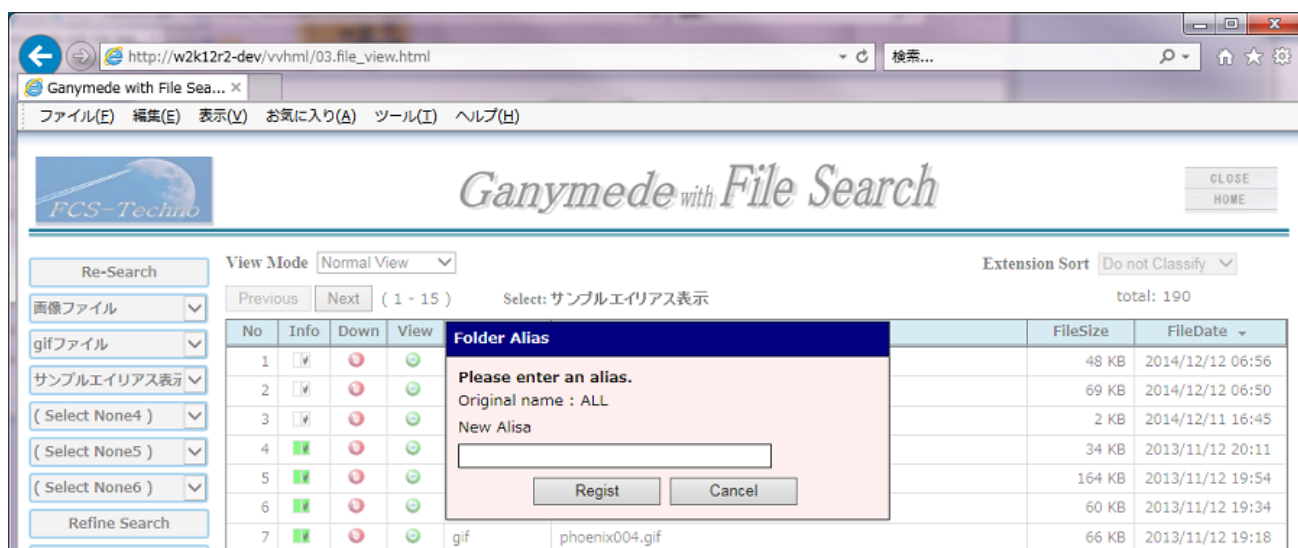 http://w2k12r2-dev/vvhml/03.file_view.html
検索...
Ganymede with File Sea...
ファイル(F) 編集(E) 表示(V) お気に入り(A) ツール(T) ヘルプ(H)
FCS-Techno
Ganymede with File Search
CLOSE
HOME
Re-Search
画像ファイル
gifファイル
サンプルエイリアス表示
( Select None4 )
( Select None5 )
( Select None6 )
Refine Search
View Mode Normal View
Extension Sort Do not Classify
Previous Next ( 1 - 15 ) Select: サンプルエイリアス表示 total: 190
No Info Down View FileSize FileDate
1 48 KB 2014/12/12 06:56
2 69 KB 2014/12/12 06:50
3 2 KB 2014/12/11 16:45
4 34 KB 2013/11/12 20:11
5 164 KB 2013/11/12 19:54
6 60 KB 2013/11/12 19:34
7 gif phoenix004.gif 66 KB 2013/11/12 19:18
Folder Alias
Please enter an alias.
Original name : ALL
New Alisa
Regist Cancel